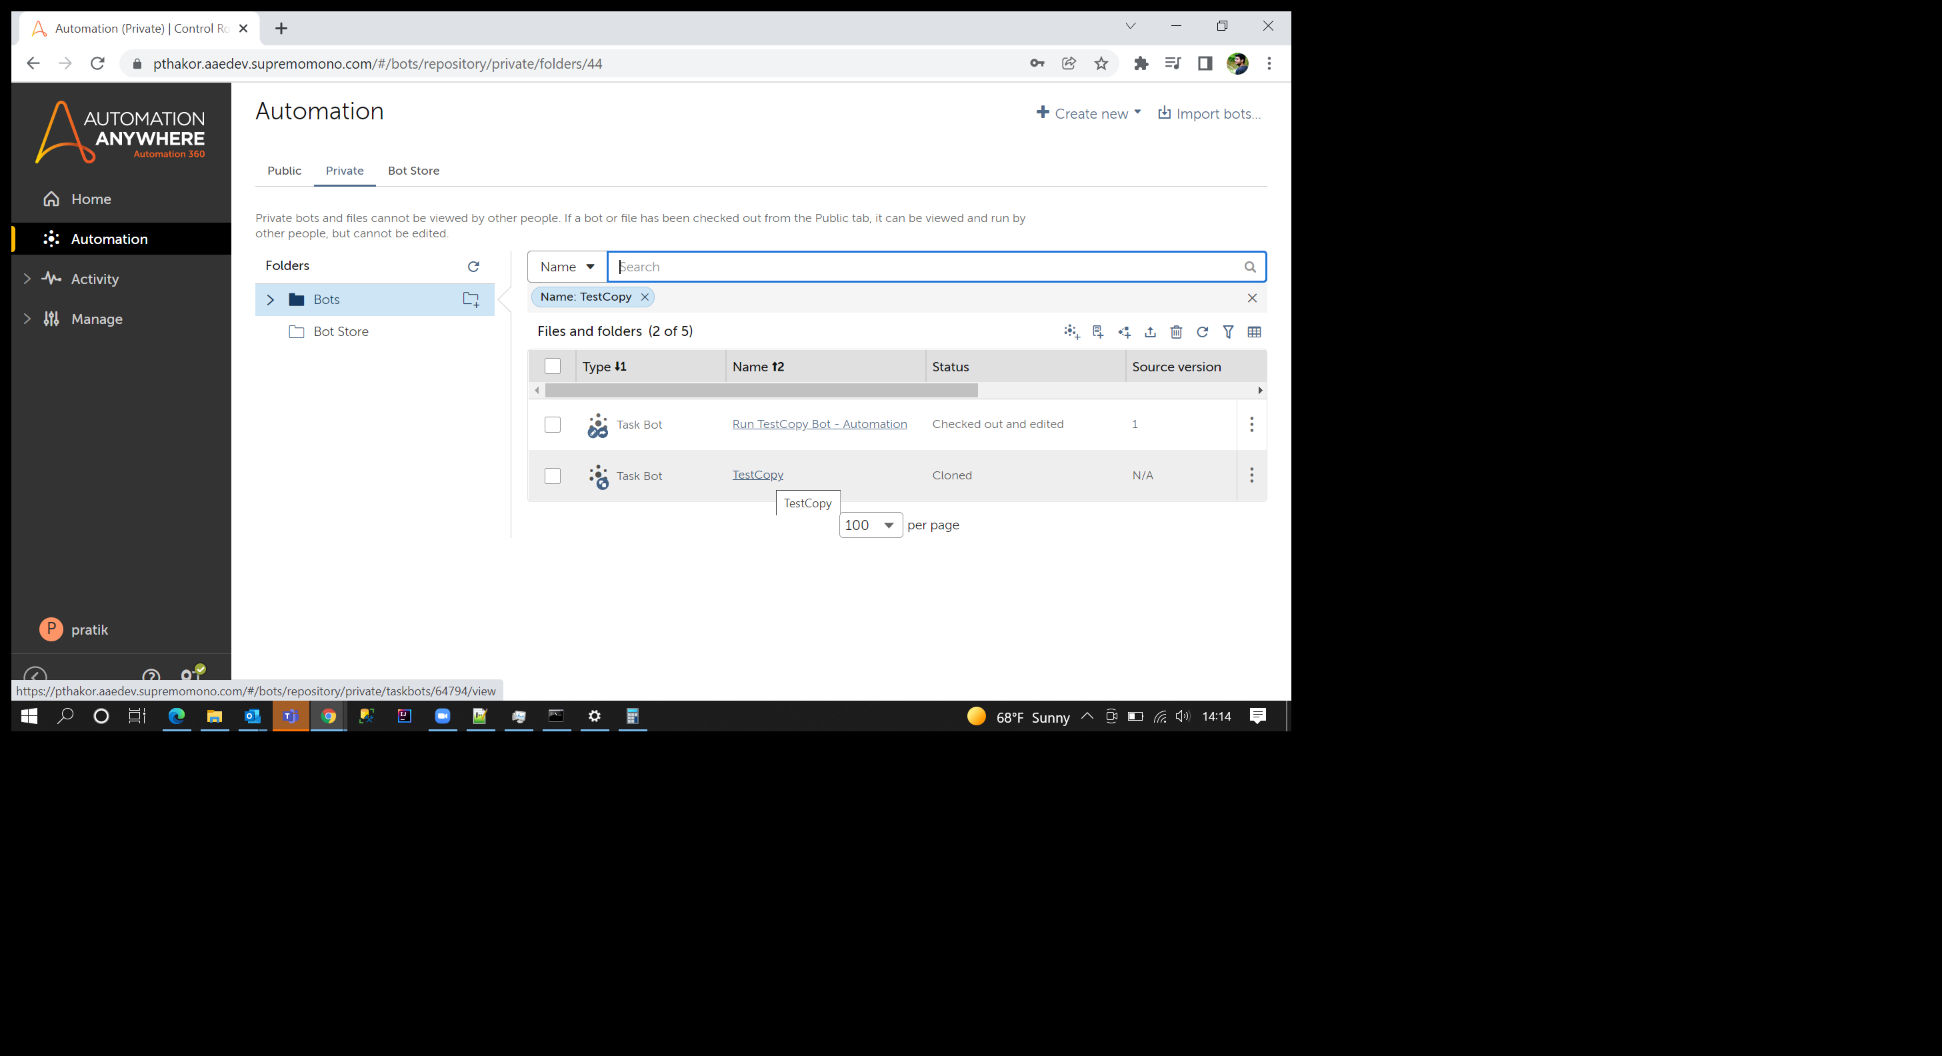 Automation (Private) | Control Ro
pthakor.aaedev.supremomono.com/#/bots/repository/private/folders/44
AUTOMATION
ANYWHERE
Automation 360
Home
Automation
Activity
Manage
P pratik
Automation
Create new
Import bots...
Public
Private
Bot Store
Private bots and files cannot be viewed by other people. If a bot or file has been checked out from the Public tab, it can be viewed and run by
other people, but cannot be edited.
Folders
Bots
Bot Store
Name
Search
Name: TestCopy
Files and folders (2 of 5)
Type 1
Name 2
Status
Source version
Task Bot
Run TestCopy Bot - Automation
Checked out and edited
1
Task Bot
TestCopy
Cloned
N/A
TestCopy
100
per page
https://pthakor.aaedev.supremomono.com/#/bots/repository/private/taskbots/64794/view
68°F Sunny
14:14